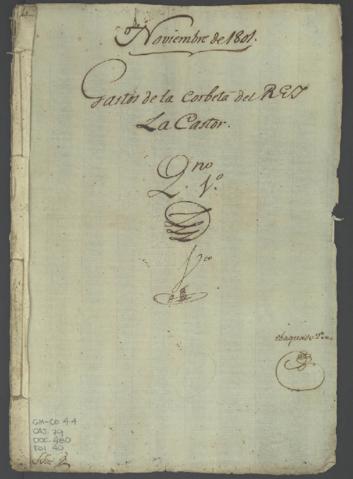 Noviembre de 1801.
Gastos de la Corbeta del REY
La Castor.
Qno
1.º
GM-CO 44
CAJ. 79
DOC. 480
FOL 40